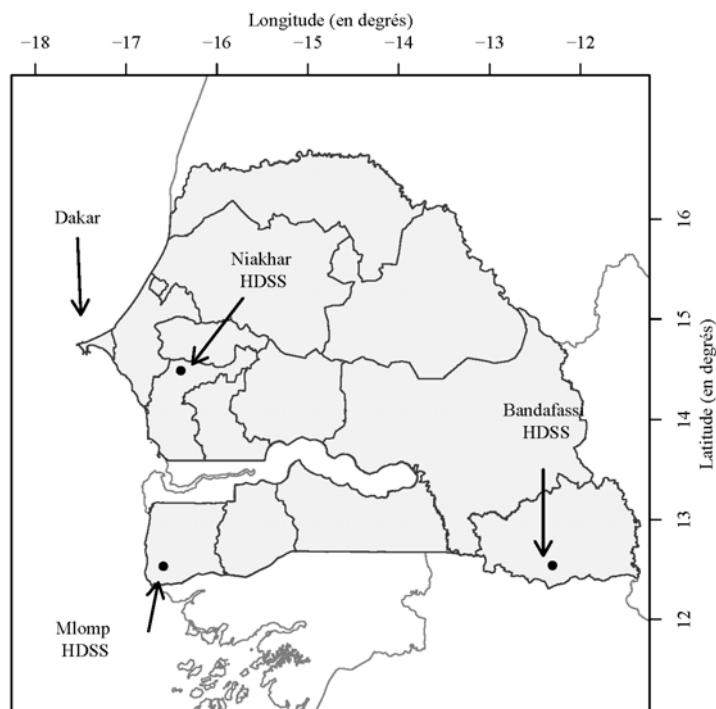 Longitude (en degrés)
−18 −17 −16 −15 −14 −13 −12
Dakar
Niakhar
HDSS
Bandafassi
HDSS
Mlomp
HDSS
16
15
14
13
12
Latitude (en degrés)